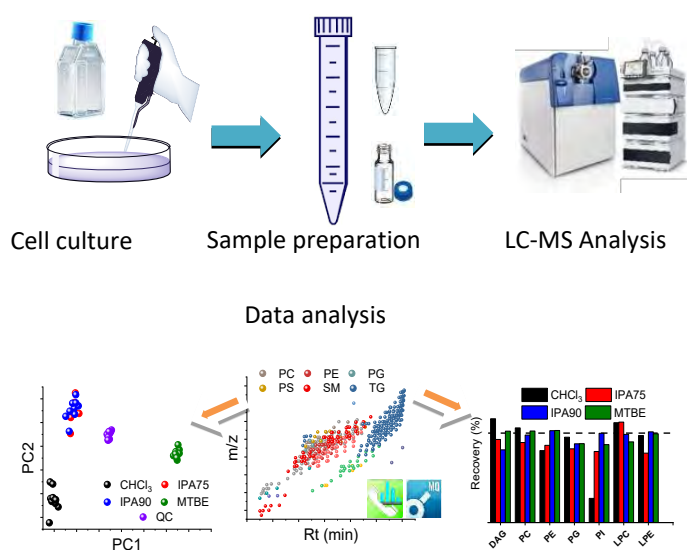 Cell culture
Sample preparation
LC-MS Analysis
Data analysis
PC2
CHCl₃ IPA75
IPA90 MTBE
QC
PC1
PC PE PG
PS SM TG
m/z
MQ
Rt (min)
CHCl₃ IPA75
IPA90 MTBE
Recovery (%)
DAG PC PE PG PI LPC LPE